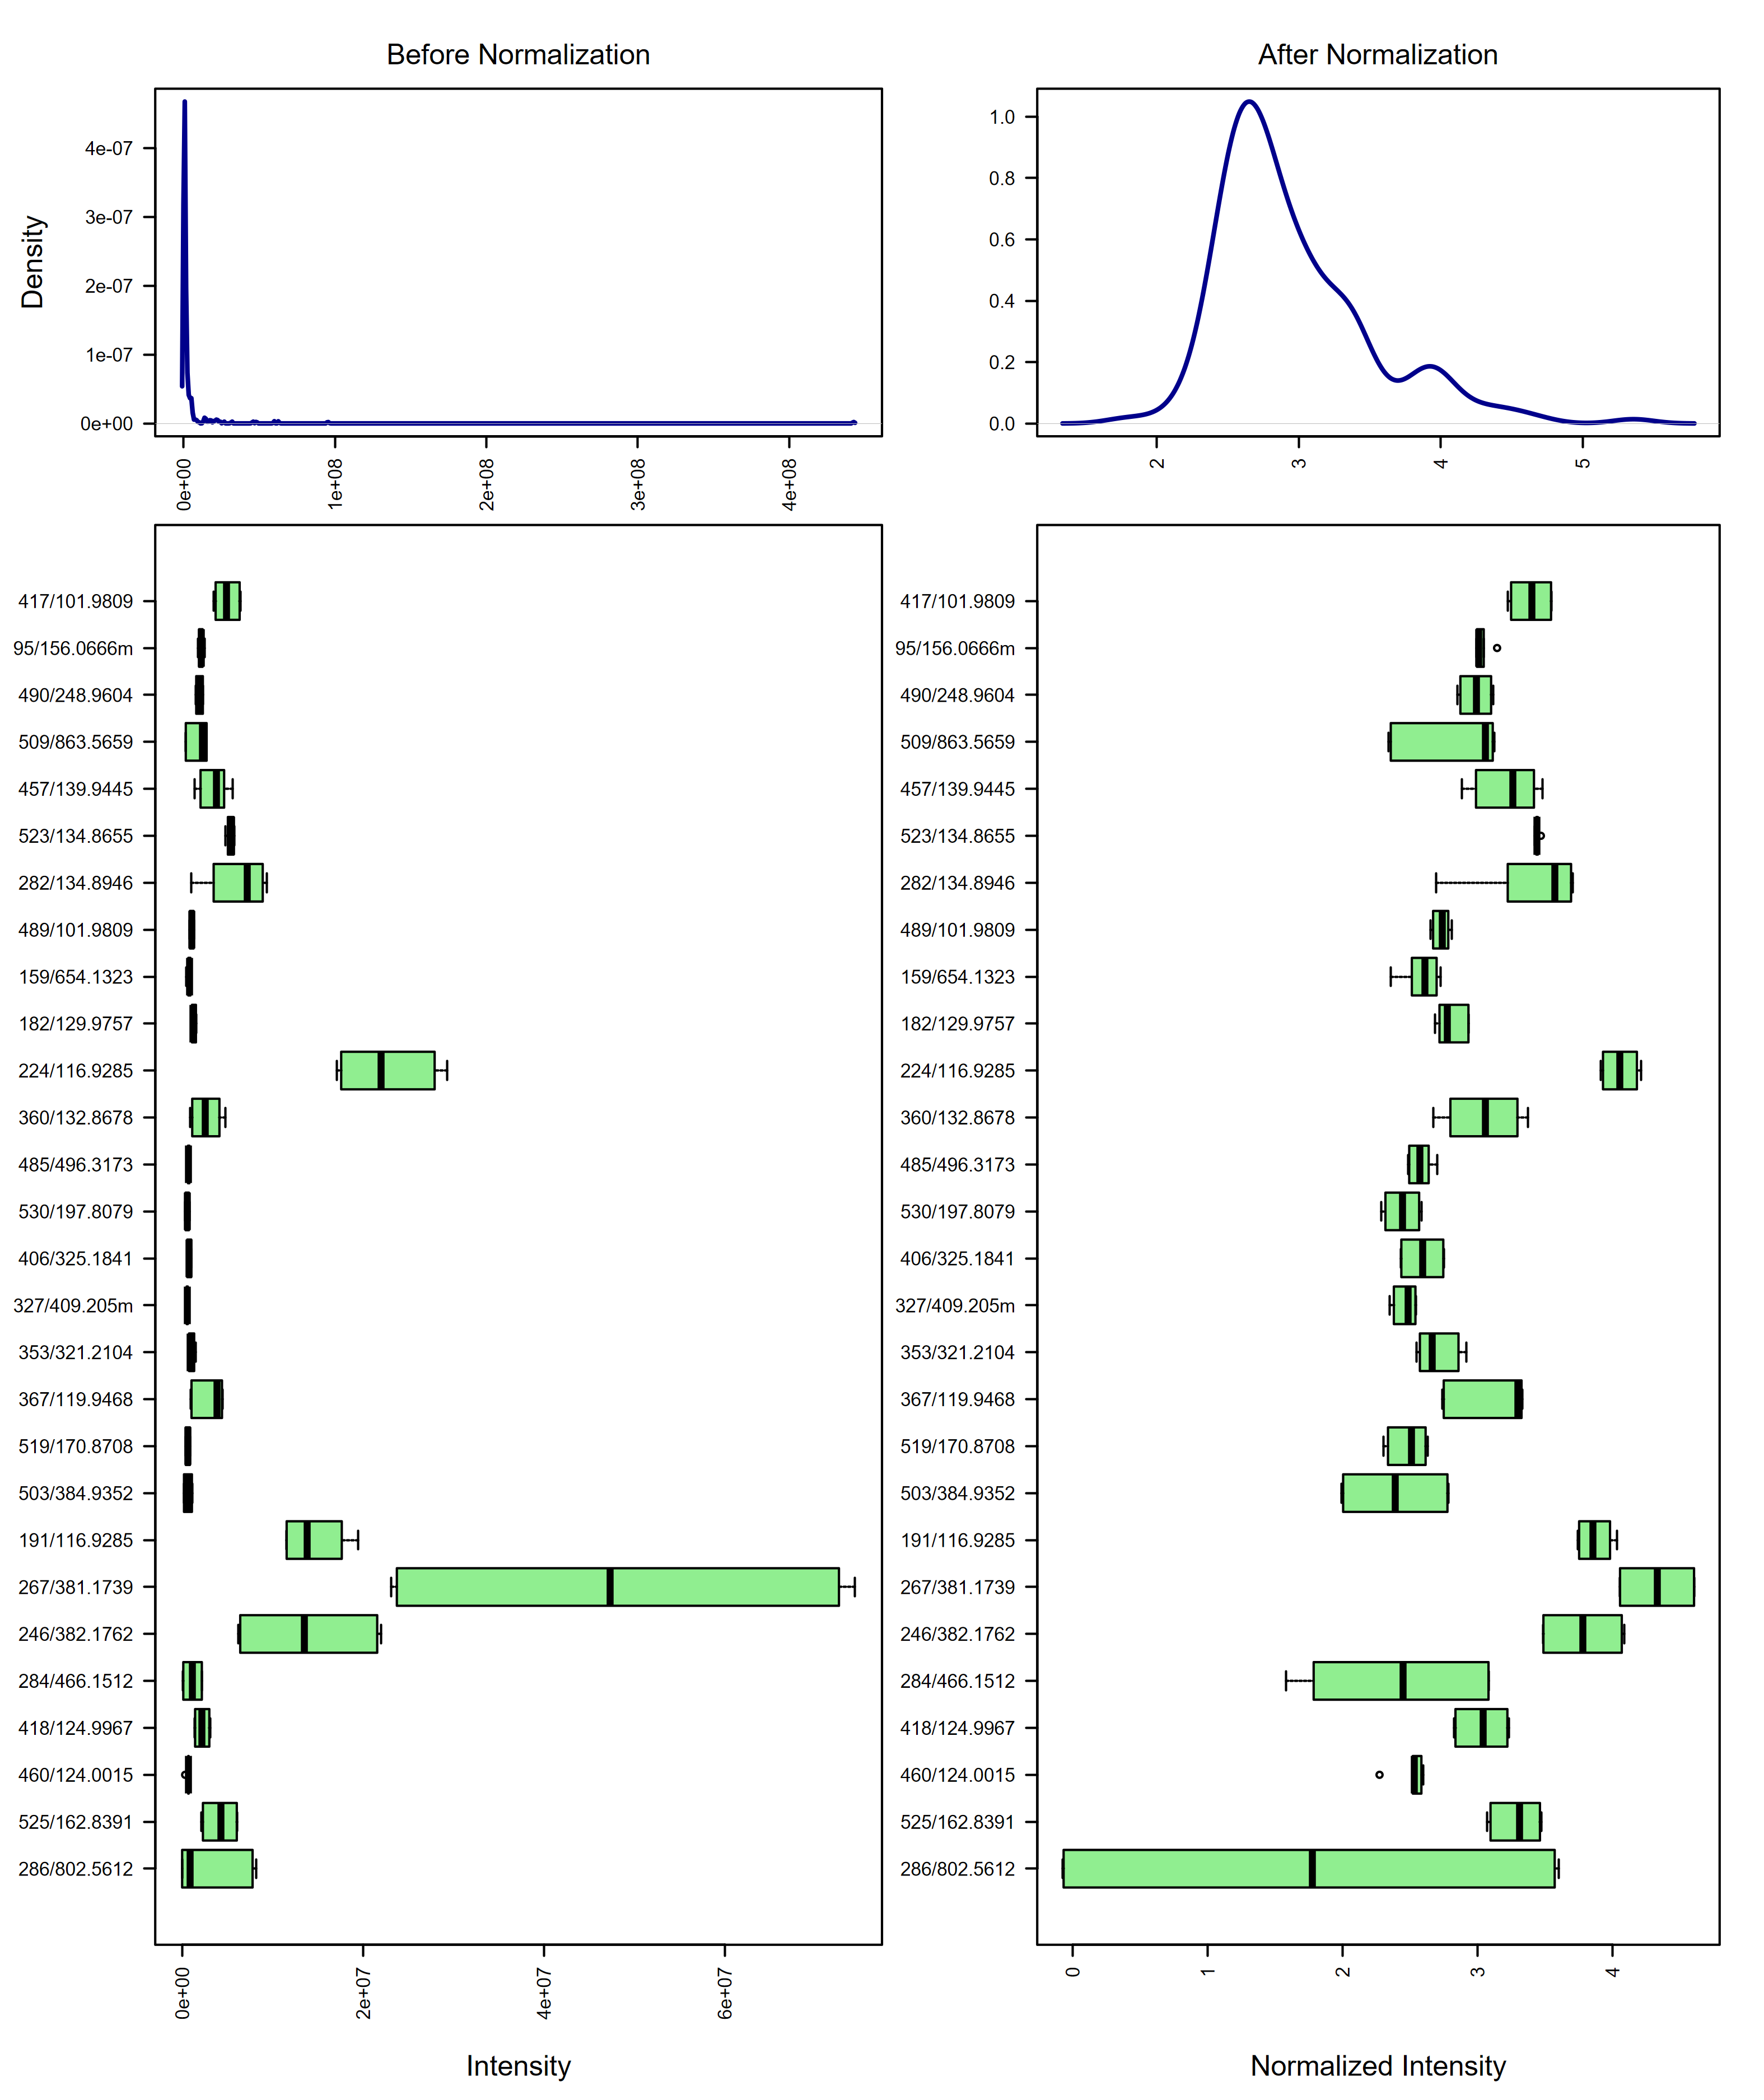 Before Normalization
After Normalization
Density
4e-07
3e-07
2e-07
1e-07
0e+00
0e+00
1e+08
2e+08
3e+08
4e+08
1.0
0.8
0.6
0.4
0.2
0.0
2
3
4
5
417/101.9809
95/156.0666m
490/248.9604
509/863.5659
457/139.9445
523/134.8655
282/134.8946
489/101.9809
159/654.1323
182/129.9757
224/116.9285
360/132.8678
485/496.3173
530/197.8079
406/325.1841
327/409.205m
353/321.2104
367/119.9468
519/170.8708
503/384.9352
191/116.9285
267/381.1739
246/382.1762
284/466.1512
418/124.9967
460/124.0015
525/162.8391
286/802.5612
0e+00
2e+07
4e+07
6e+07
Intensity
417/101.9809
95/156.0666m
490/248.9604
509/863.5659
457/139.9445
523/134.8655
282/134.8946
489/101.9809
159/654.1323
182/129.9757
224/116.9285
360/132.8678
485/496.3173
530/197.8079
406/325.1841
327/409.205m
353/321.2104
367/119.9468
519/170.8708
503/384.9352
191/116.9285
267/381.1739
246/382.1762
284/466.1512
418/124.9967
460/124.0015
525/162.8391
286/802.5612
0
1
2
3
4
Normalized Intensity